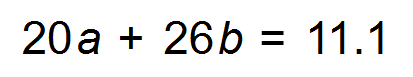 20a + 26b = 11.1